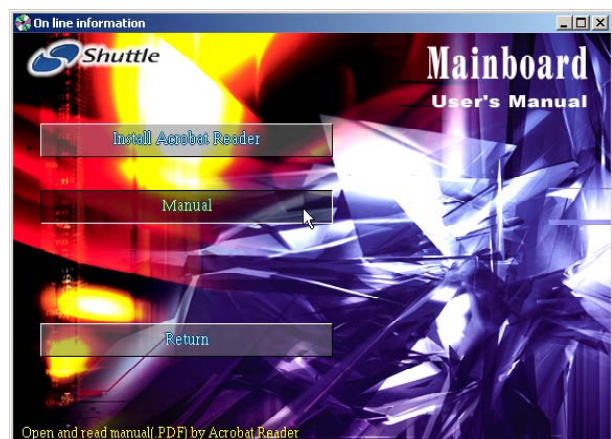 On line information
Shuttle
Mainboard
User's Manual
Install Acrobat Reader
Manual
Return
Open and read manual(.PDF) by Acrobat Reader